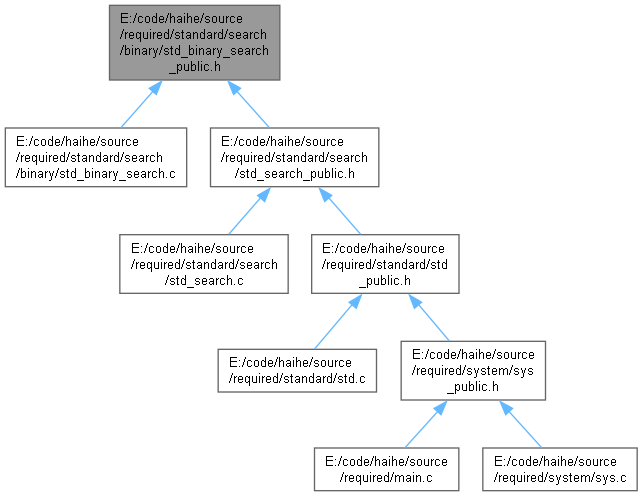 E:/code/haihe/source
/required/standard/search
/binary/std_binary_search
_public.h
E:/code/haihe/source
/required/standard/search
/binary/std_binary_search.c
E:/code/haihe/source
/required/standard/search
/std_search_public.h
E:/code/haihe/source
/required/standard/search
/std_search.c
E:/code/haihe/source
/required/standard/std
_public.h
E:/code/haihe/source
/required/standard/std.c
E:/code/haihe/source
/required/system/sys
_public.h
E:/code/haihe/source
/required/main.c
E:/code/haihe/source
/required/system/sys.c